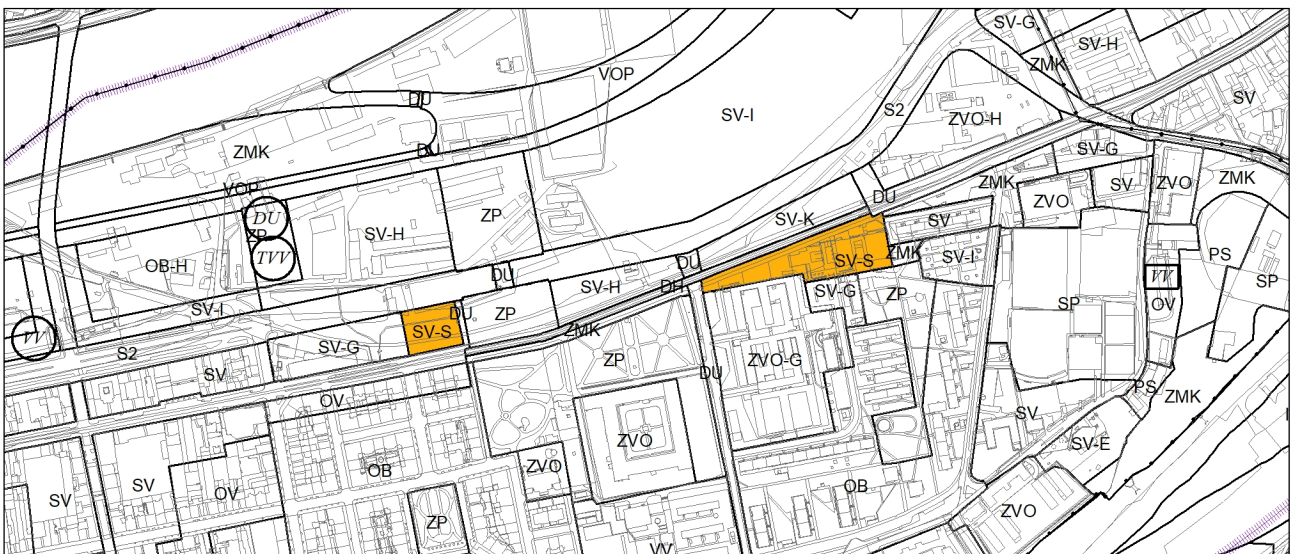 SV-G
SV-H
ZMK
VOP
DU
SV-I
S2
ZVO-H
SV
ZMK
DU
SV-G
VOP
ZMK
ZVO
SV
ZVO
ZMK
DU
ZP
ZP
SV-K
DU
SV
SV-H
ZMK
TVV
SV-S
SV-I
PS
OB-H
DU
DU
SP
VV
SV-H
DH
SV-G
ZP
SP
OV
SV-I
DU
ZP
SV-S
ZMK
VV
S2
SV-G
ZP
ZVO-G
SV
DU
PS
ZMK
OV
SV
ZVO
SV-E
OB
ZVO
SV
SV
OV
OB
ZP
ZVO
VV